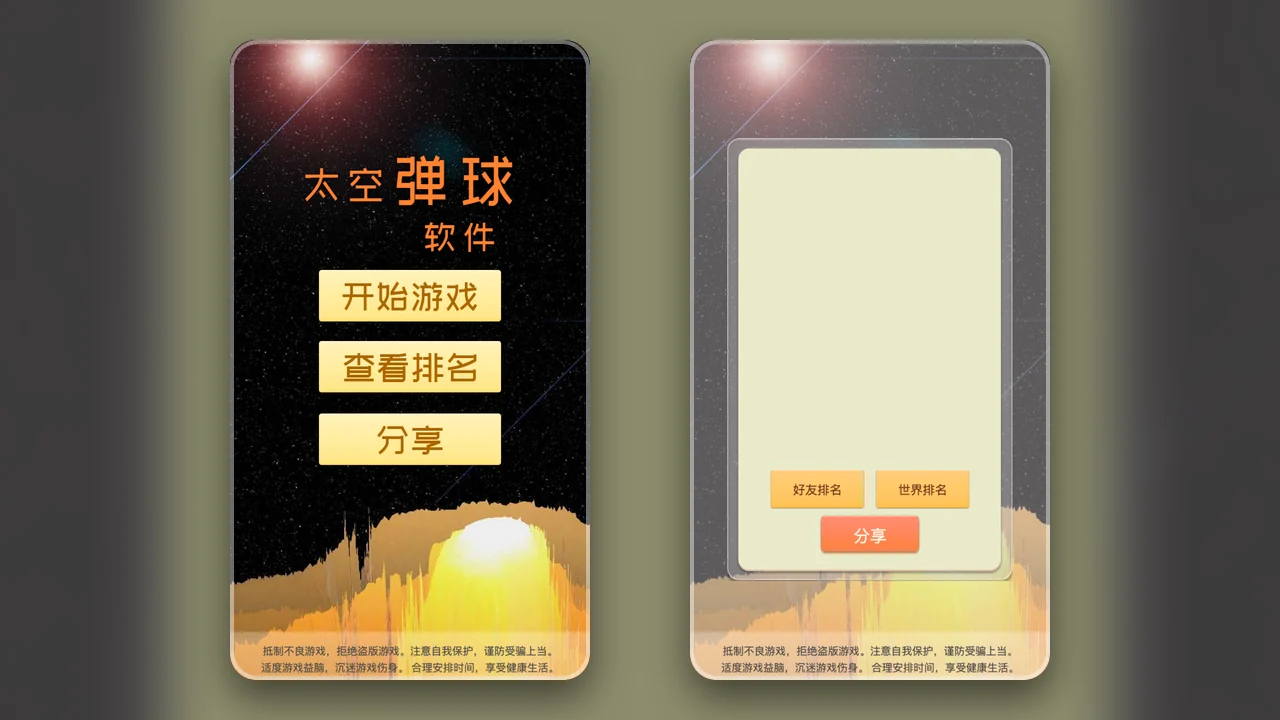 太空弹球
软件
开始游戏
查看排名
分享
抵制不良游戏，拒绝盗版游戏。注意自我保护，谨防受骗上当。
适度游戏益脑，沉迷游戏伤身。 合理安排时间，享受健康生活。
好友排名 世界排名
分享
抵制不良游戏，拒绝盗版游戏。注意自我保护，谨防受骗上当。
适度游戏益脑，沉迷游戏伤身。 合理安排时间，享受健康生活。